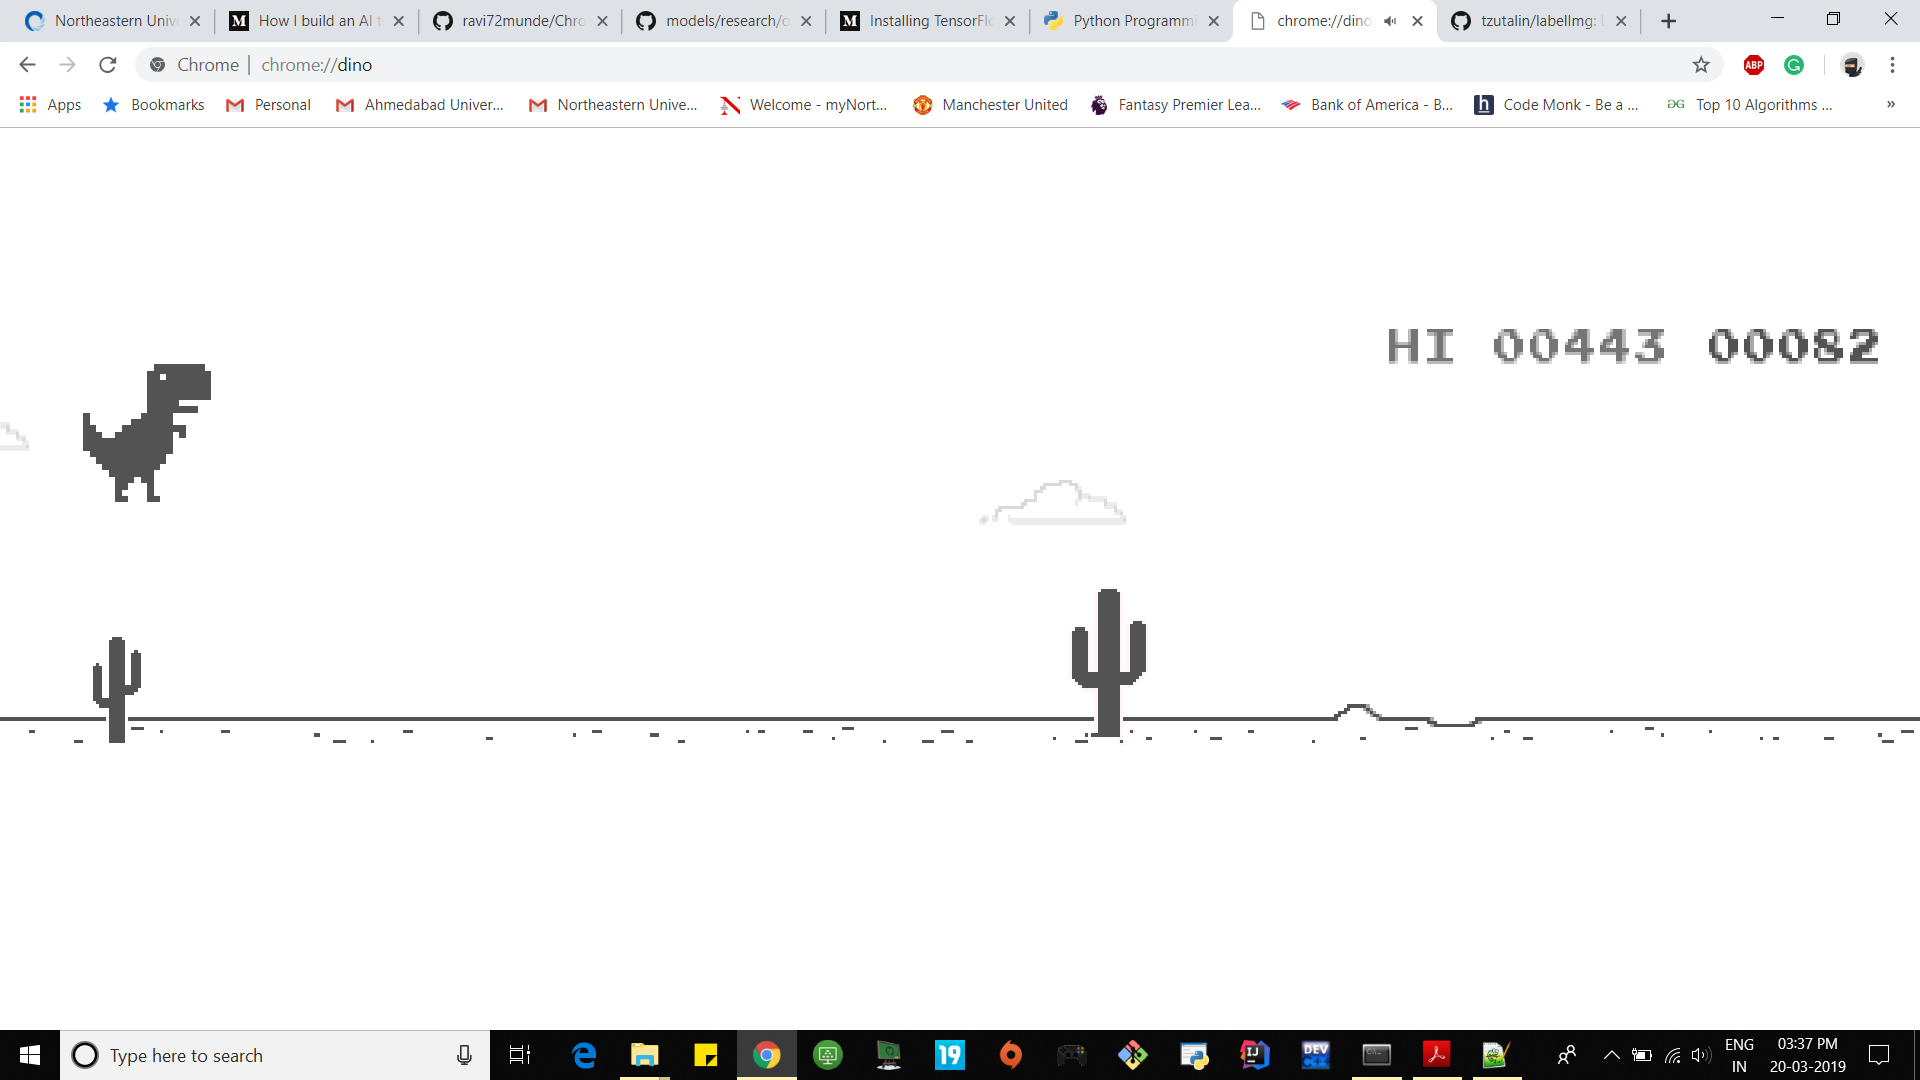 Northeastern Univ
How I build an AI t
ravi72munde/Chro
models/research/o
Installing TensorFlo
Python Programmi
chrome://dino
tzutalin/labelImg:
Chrome | chrome://dino
ABP
G
Apps
Bookmarks
Personal
Ahmedabad Univer...
Northeastern Unive...
Welcome - myNort...
Manchester United
Fantasy Premier Lea...
Bank of America - B...
Code Monk - Be a ...
Top 10 Algorithms ...
»
HI 00443 00082
Type here to search
19
IJ
DEV
ENG
IN
03:37 PM
20-03-2019